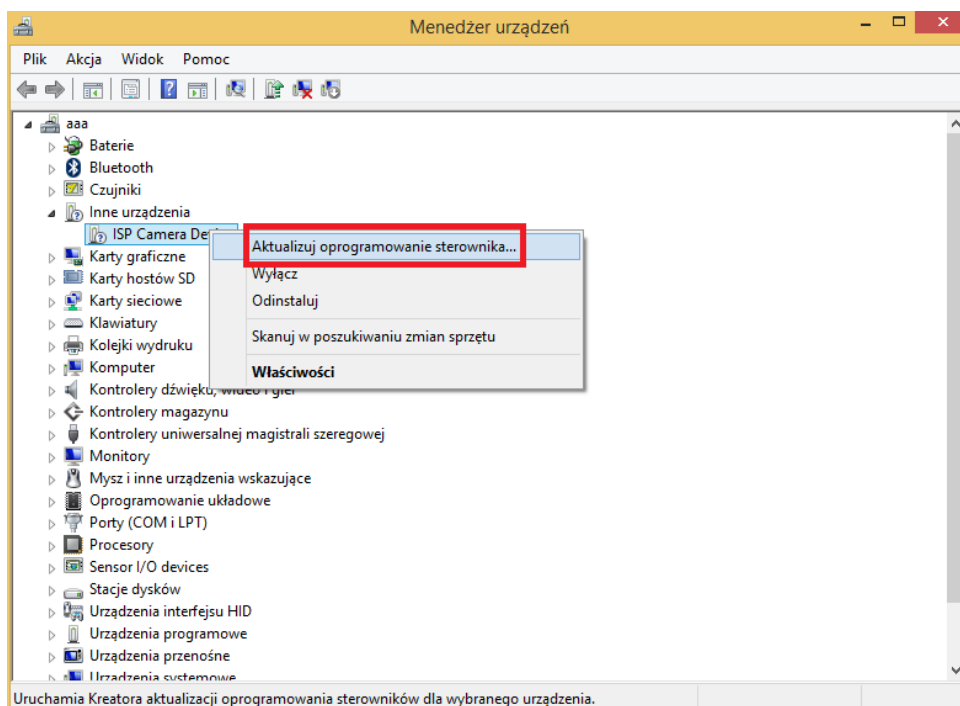 Menedżer urządzeń
Plik Akcja Widok Pomoc
aaa
Baterie
Bluetooth
Czujniki
Inne urządzenia
ISP Camera
Aktualizuj oprogramowanie sterownika...
Wyłącz
Odinstaluj
Skanuj w poszukiwaniu zmian sprzętu
Właściwości
Karty graficzne
Karty hostów SD
Karty sieciowe
Klawiatury
Kolejki wydruku
Komputer
Kontrolery dźwięku, wideo i gier
Kontrolery magazynu
Kontrolery uniwersalnej magistrali szeregowej
Monitory
Mysz i inne urządzenia wskazujące
Oprogramowanie układowe
Porty (COM i LPT)
Procesory
Sensor I/O devices
Stacje dysków
Urządzenia interfejsu HID
Urządzenia programowe
Urządzenia przenośne
Urządzenia systemowe
Uruchamia Kreatora aktualizacji oprogramowania sterowników dla wybranego urządzenia.